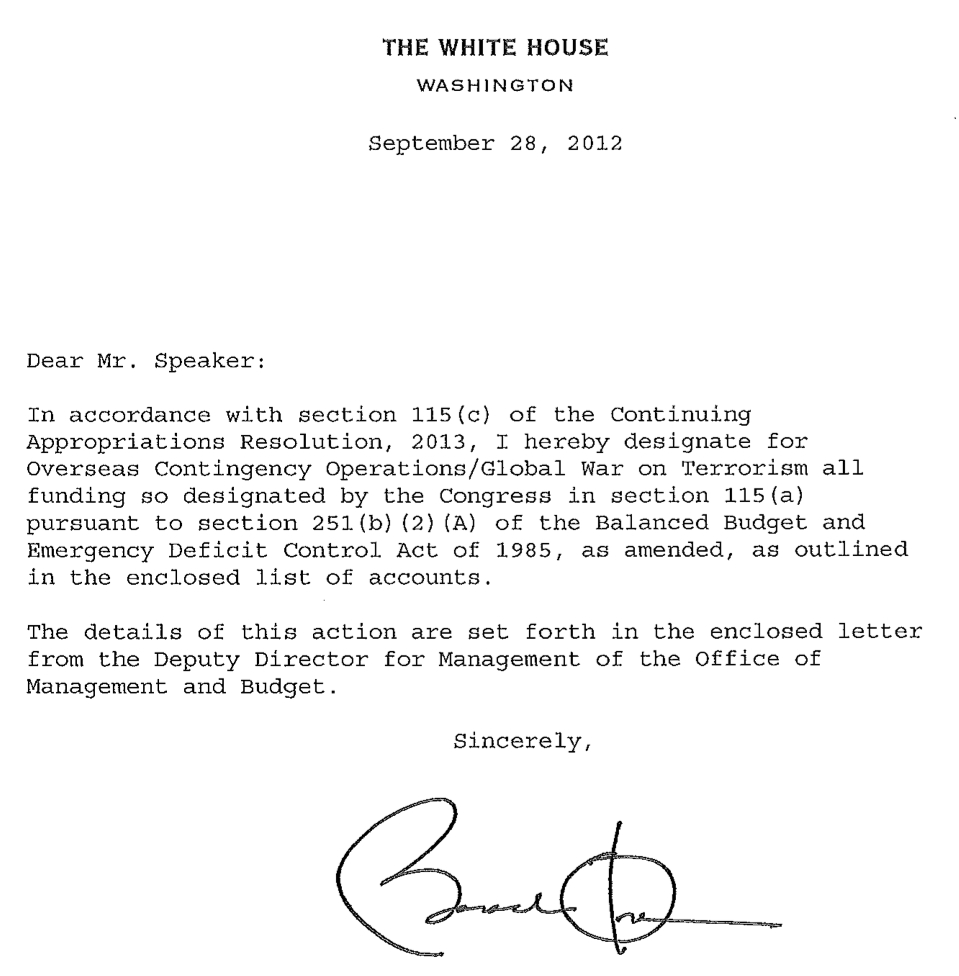 THE WHITE HOUSE
WASHINGTON
September 28, 2012
Dear Mr. Speaker:
In accordance with section 115(c) of the Continuing
Appropriations Resolution, 2013, I hereby designate for
Overseas Contingency Operations/Global War on Terrorism all
funding so designated by the Congress in section 115(a)
pursuant to section 251(b)(2)(A) of the Balanced Budget and
Emergency Deficit Control Act of 1985, as amended, as outlined
in the enclosed list of accounts.
The details of this action are set forth in the enclosed letter
from the Deputy Director for Management of the Office of
Management and Budget.
Sincerely,